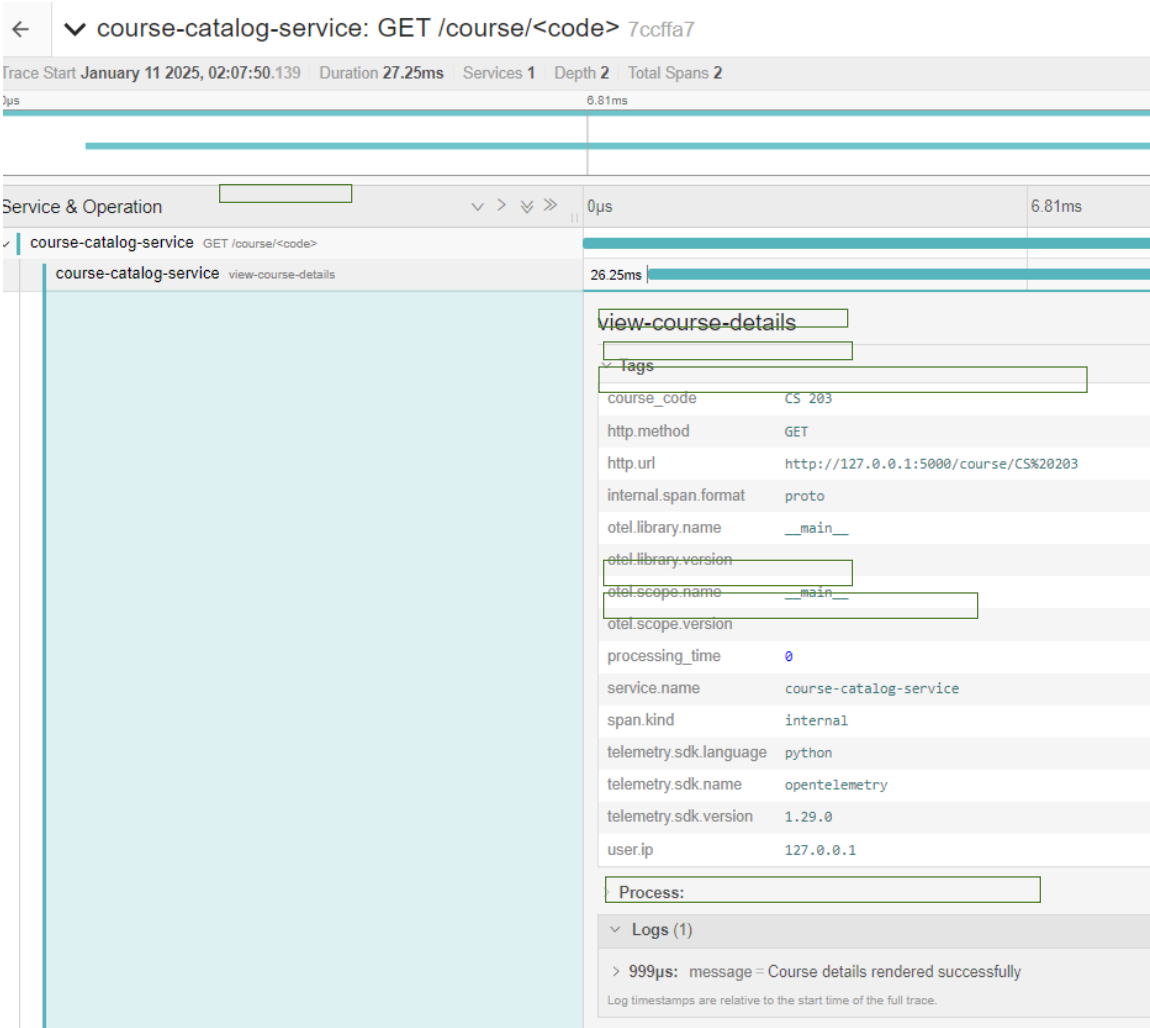 course-catalog-service: GET /course/<code> 7ccffa7
Trace Start January 11 2025, 02:07:50.139 Duration 27.25ms Services 1 Depth 2 Total Spans 2
0μs 6.81ms
Service & Operation 0μs 6.81ms
course-catalog-service GET /course/<code>
course-catalog-service view-course-details 26.25ms
view-course-details
Tags
course_code CS 203
http.method GET
http.url http://127.0.0.1:5000/course/CS%20203
internal.span.format proto
otel.library.name __main__
otel.library.version
otel.scope.name __main__
otel.scope.version
processing_time 0
service.name course-catalog-service
span.kind internal
telemetry.sdk.language python
telemetry.sdk.name opentelemetry
telemetry.sdk.version 1.29.0
user.ip 127.0.0.1
Process:
Logs (1)
999μs: message = Course details rendered successfully
Log timestamps are relative to the start time of the full trace.